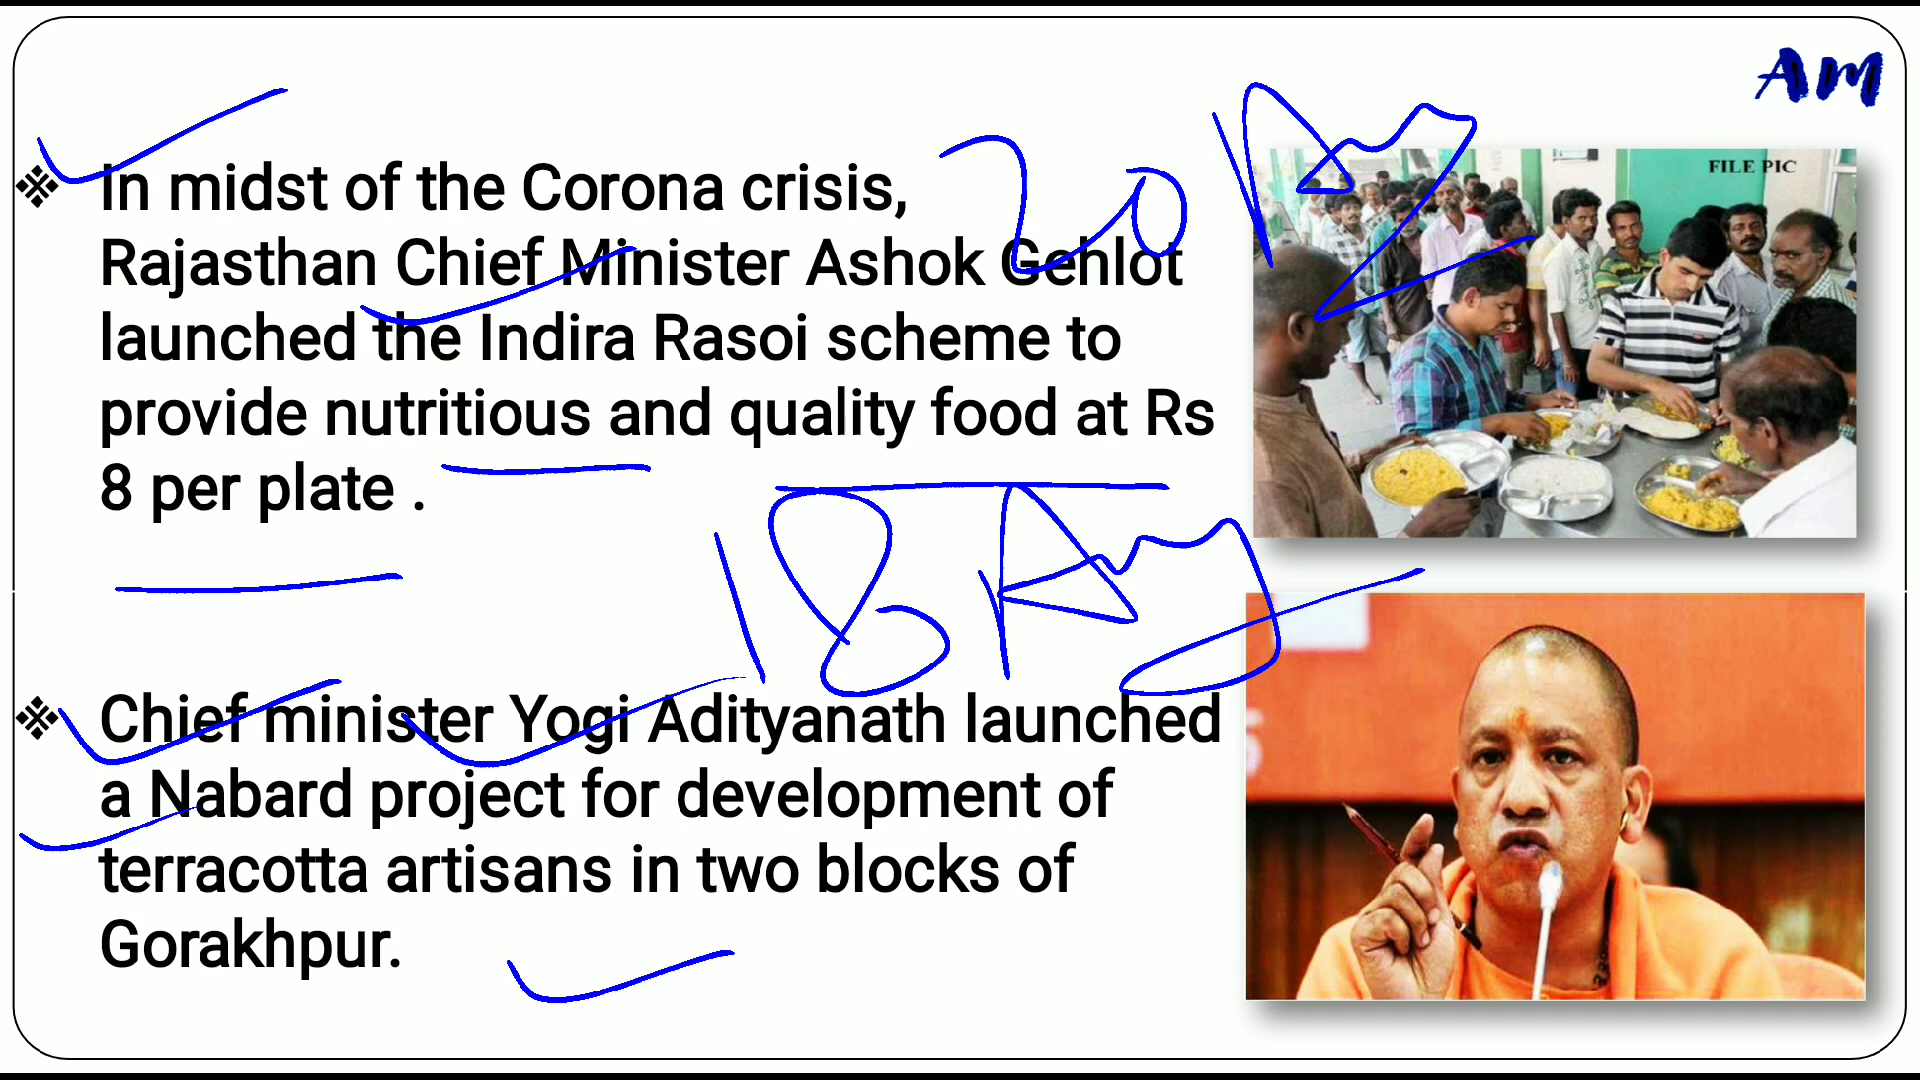 AM
In midst of the Corona crisis,
Rajasthan Chief Minister Ashok Gehlot
launched the Indira Rasoi scheme to
provide nutritious and quality food at Rs
8 per plate .
20
FILE PIC
18
Chief minister Yogi Adityanath launched
a Nabard project for development of
terracotta artisans in two blocks of
Gorakhpur.